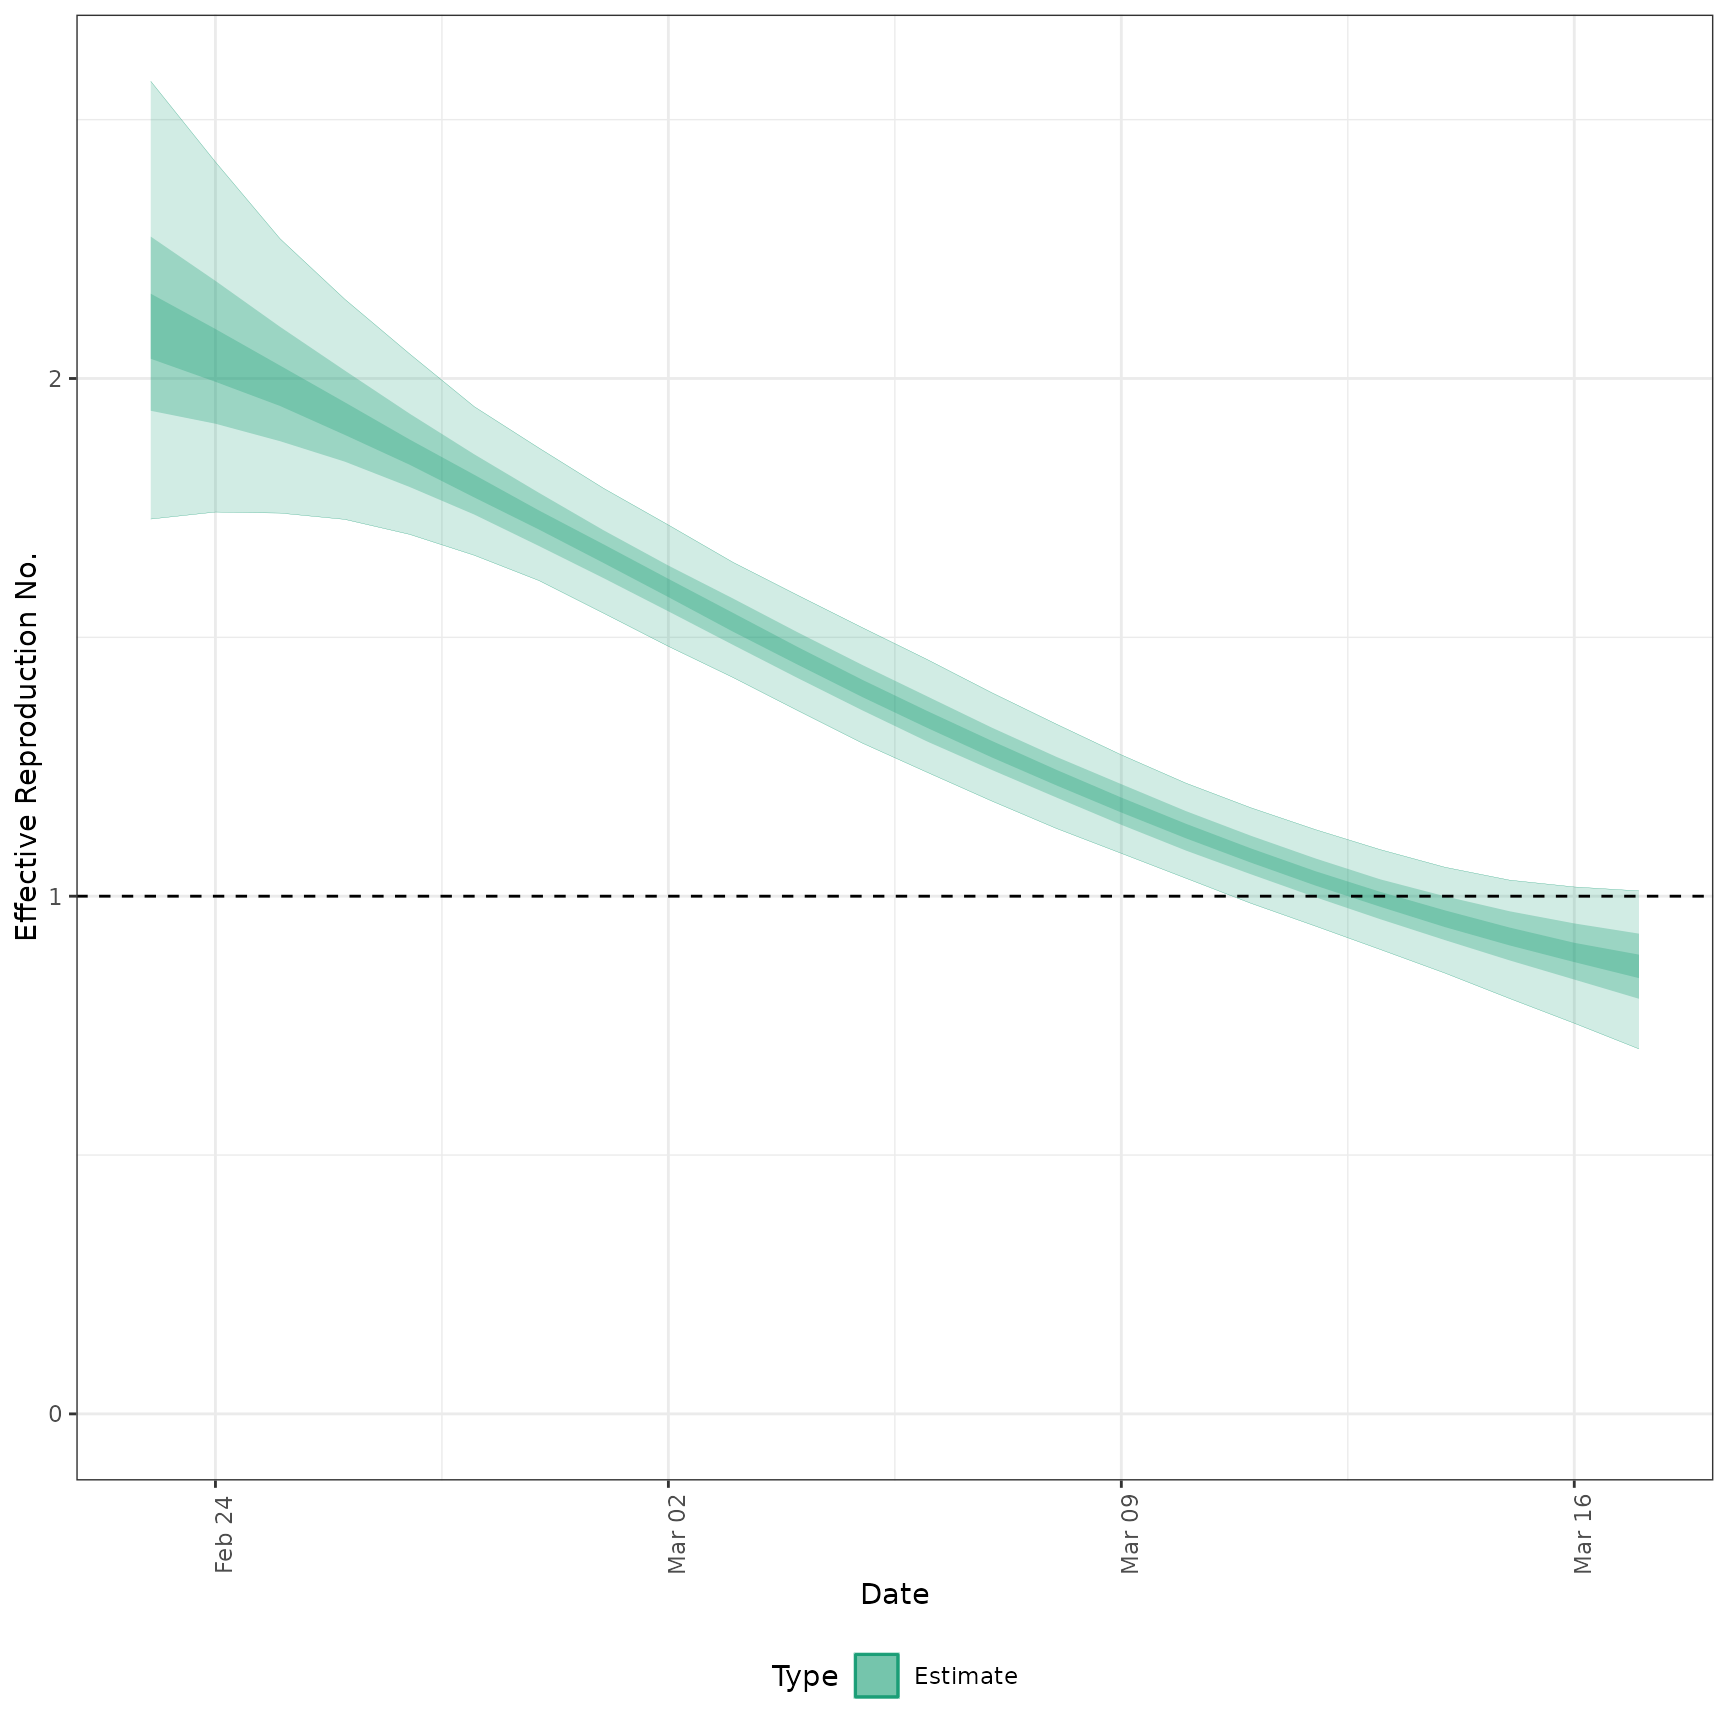 Effective Reproduction No.
2
1
0
Feb 24
Mar 02
Mar 09
Mar 16
Date
Type
Estimate